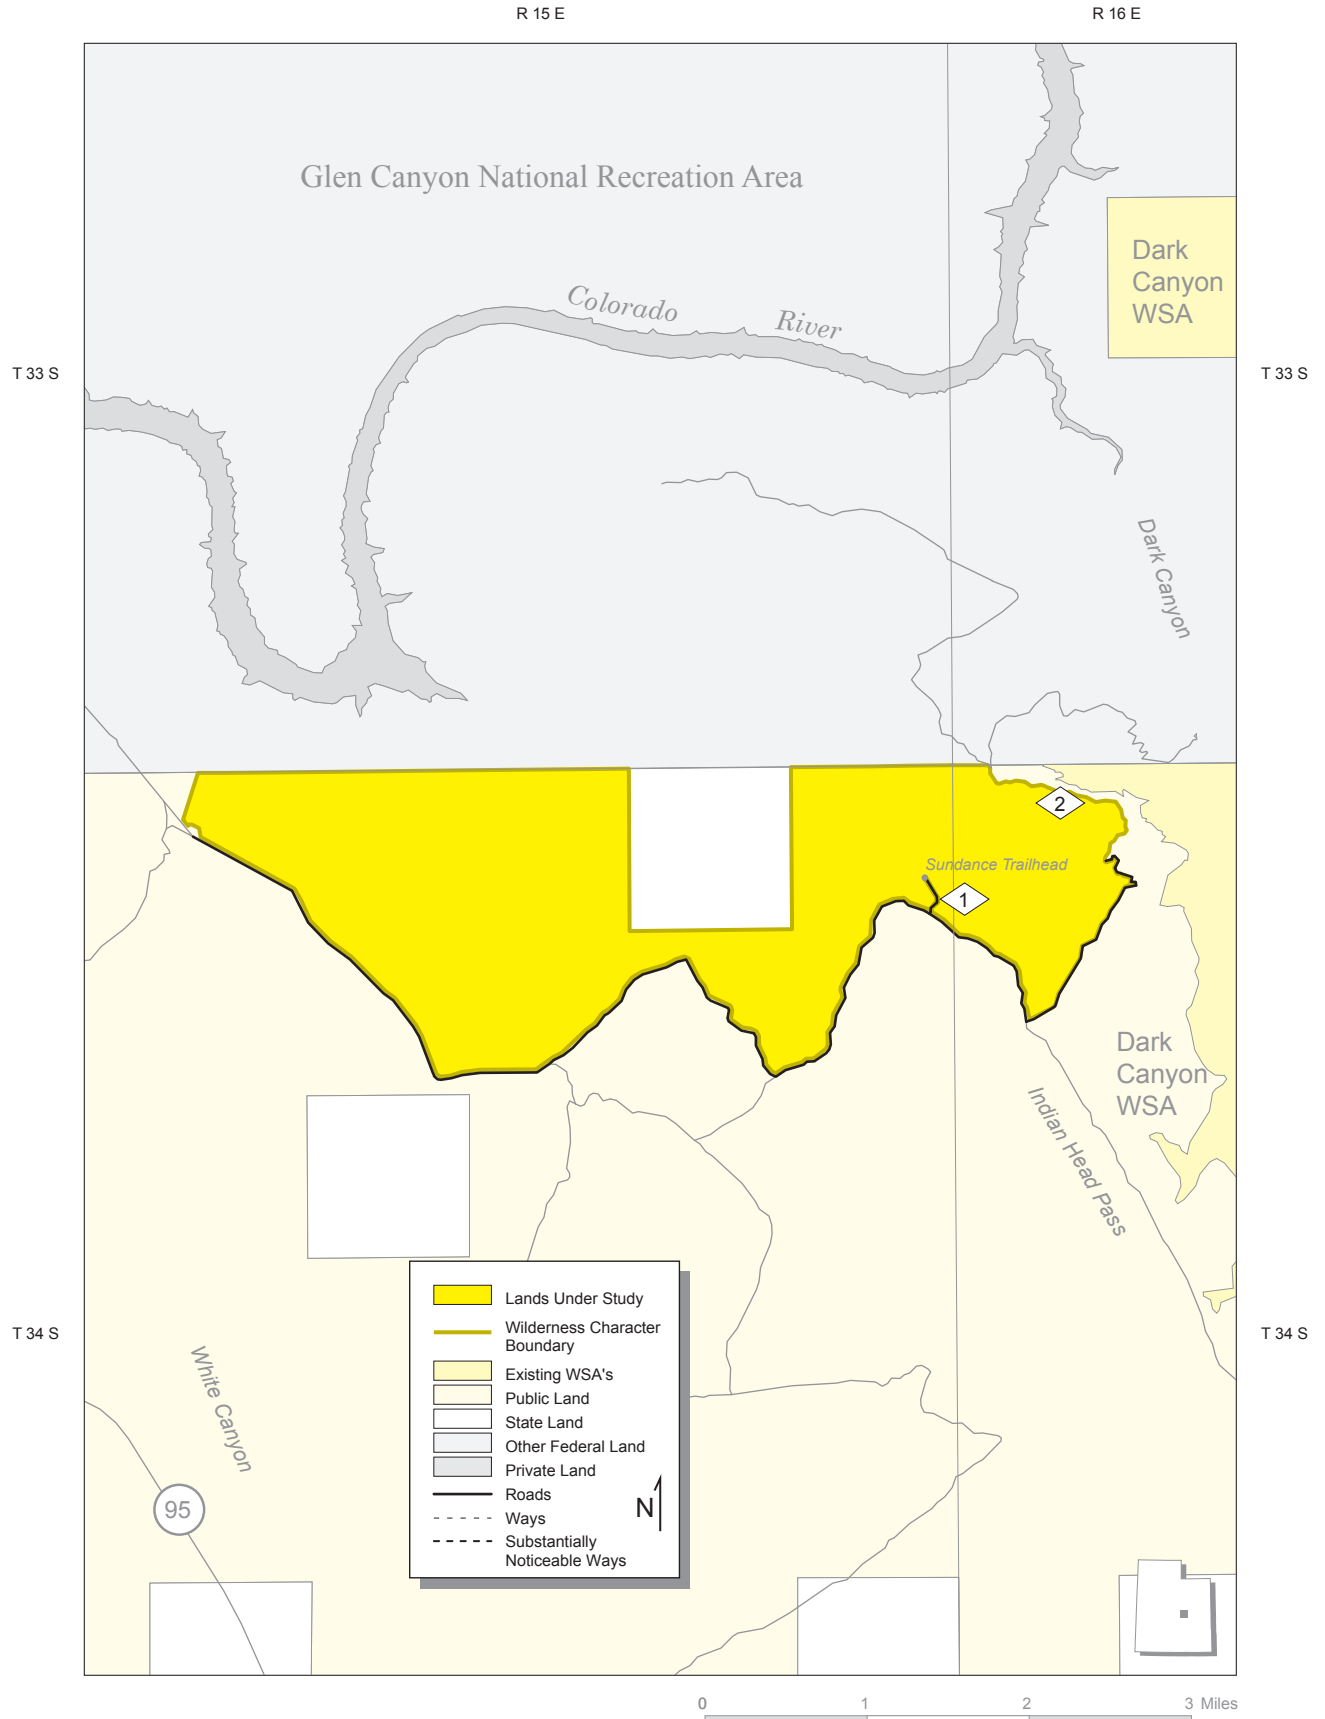 R 15 E
R 16 E
Glen Canyon National Recreation Area
Dark
Canyon
WSA
Colorado
River
T 33 S
T 33 S
Dark Canyon
2
Sundance Trailhead
1
Dark
Canyon
WSA
Indian Head Pass
Lands Under Study
Wilderness Character
Boundary
T 34 S
T 34 S
Existing WSA's
Public Land
State Land
Other Federal Land
Private Land
Roads
Ways
Substantially
Noticeable Ways
N
White Canyon
95
0 1 2 3 Miles